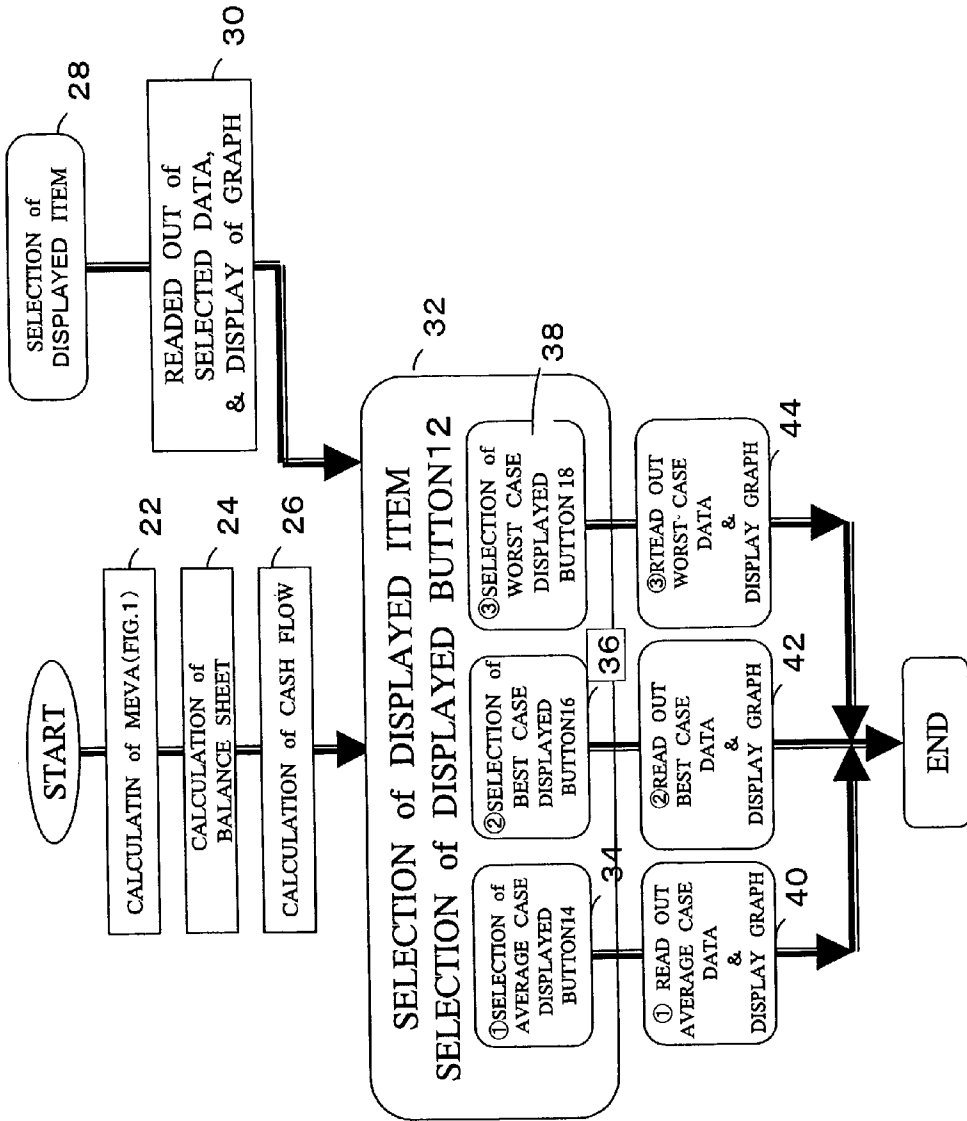 START
CALCULATIN of MEVA(FIG.1)
22
CALCULATION of
BALANCE SHEET
24
CALCULATION of CASH FLOW
26
SELECTION of
DISPLAYED ITEM
28
READED OUT of
SELECTED DATA,
& DISPLAY of GRAPH
30
SELECTION of DISPLAYED ITEM
SELECTION of DISPLAYED BUTTON12
32
①SELECTION of
AVERAGE CASE
DISPLAYED
BUTTON14
34
②SELECTION of
BEST CASE
DISPLAYED
BUTTON16
36
③SELECTION of
WORST CASE
DISPLAYED
BUTTON 18
38
① READ OUT
AVERAGE CASE
DATA
&
DISPLAY GRAPH
40
②READ OUT
BEST CASE
DATA
&
DISPLAY GRAPH
42
③RTEAD OUT
WORST-CASE
DATA
&
DISPLAY GRAPH
44
END